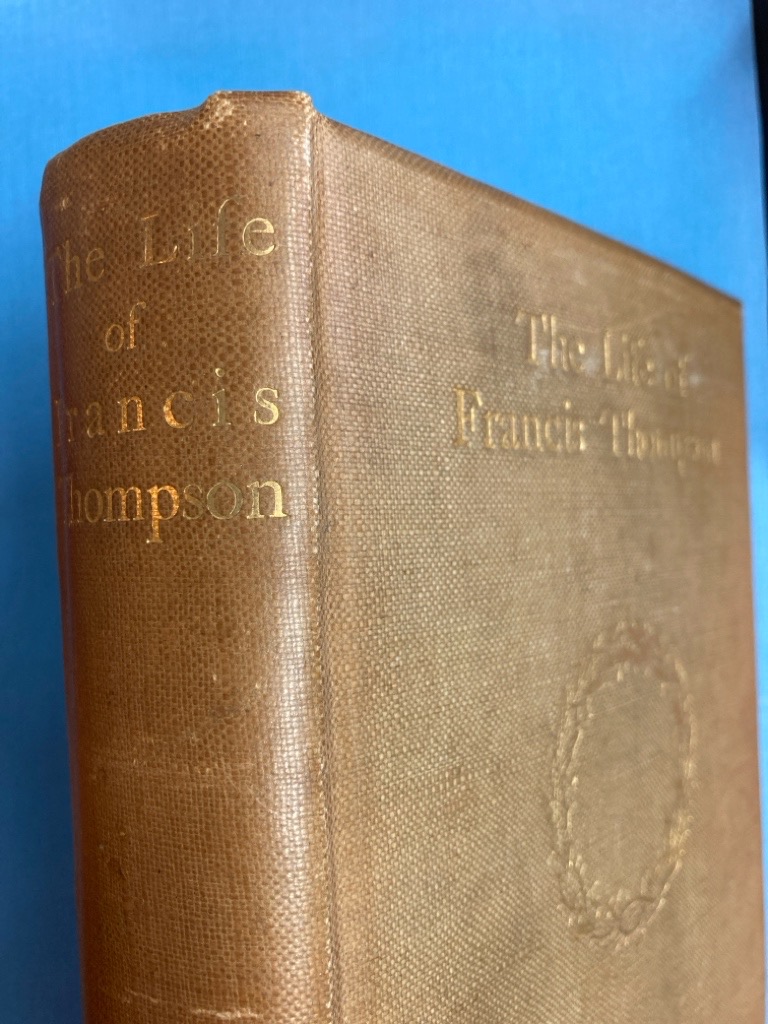 The Life
of
Francis
Thompson
The Life of
Francis Thompson